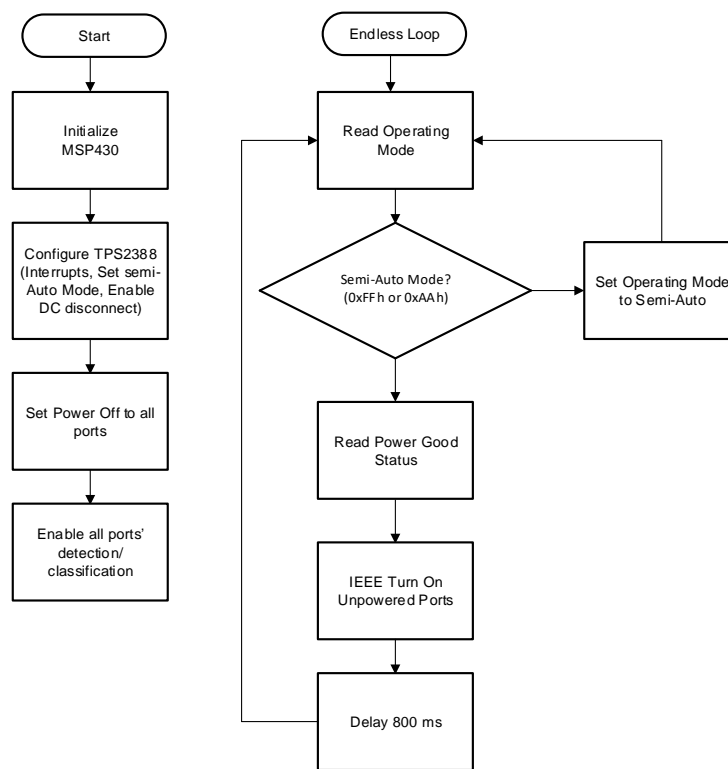 Start
Initialize
MSP430
Configure TPS2388
(Interrupts, Set semi-
Auto Mode, Enable
DC disconnect)
Set Power Off to all
ports
Enable all ports’
detection/
classification
Endless Loop
Read Operating
Mode
Semi-Auto Mode?
(0xFFh or 0xAAh)
Set Operating Mode
to Semi-Auto
Read Power Good
Status
IEEE Turn On
Unpowered Ports
Delay 800 ms